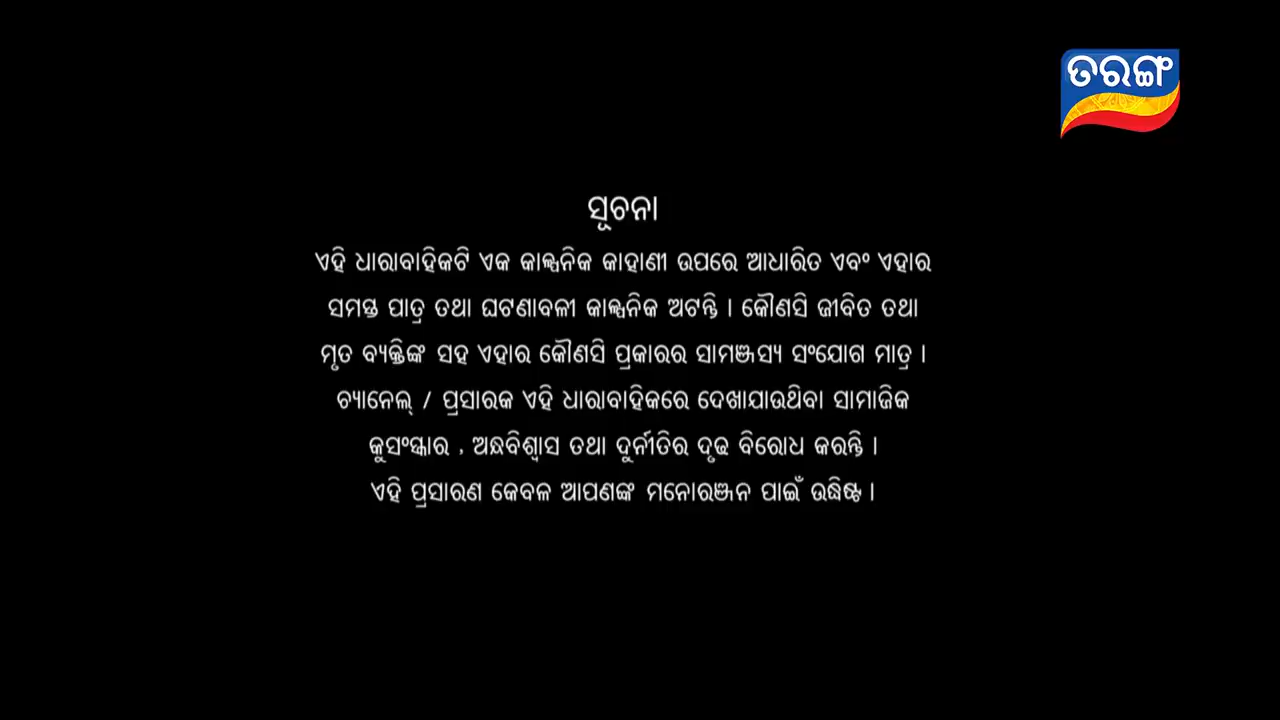 ତରଙ୍ଗ
ସୂଚନା
ଏହି ଧାରାବାହିକଟି ଏକ କାଳ୍ପନିକ କାହାଣୀ ଉପରେ ଆଧାରିତ ଏବଂ ଏହାର
ସମସ୍ତ ପାତ୍ର ତଥା ଘଟଣାବଳୀ କାଳ୍ପନିକ ଅଟନ୍ତି । କୌଣସି ଜୀବିତ ତଥା
ମୃତ ବ୍ୟକ୍ତିଙ୍କ ସହ ଏହାର କୌଣସି ପ୍ରକାରର ସାମଞ୍ଜସ୍ୟ ସଂଯୋଗ ମାତ୍ର ।
ଚ୍ୟାନେଲ୍ / ପ୍ରସାରକ ଏହି ଧାରାବାହିକରେ ଦେଖାଯାଉଥିବା ସାମାଜିକ
କୁସଂସ୍କାର , ଅନ୍ଧବିଶ୍ୱାସ ତଥା ଦୁର୍ନୀତିର ଦୃଢ ବିରୋଧ କରନ୍ତି ।
ଏହି ପ୍ରସାରଣ କେବଳ ଆପଣଙ୍କ ମନୋରଞ୍ଜନ ପାଇଁ ଉଦ୍ଧିଷ୍ଟ ।